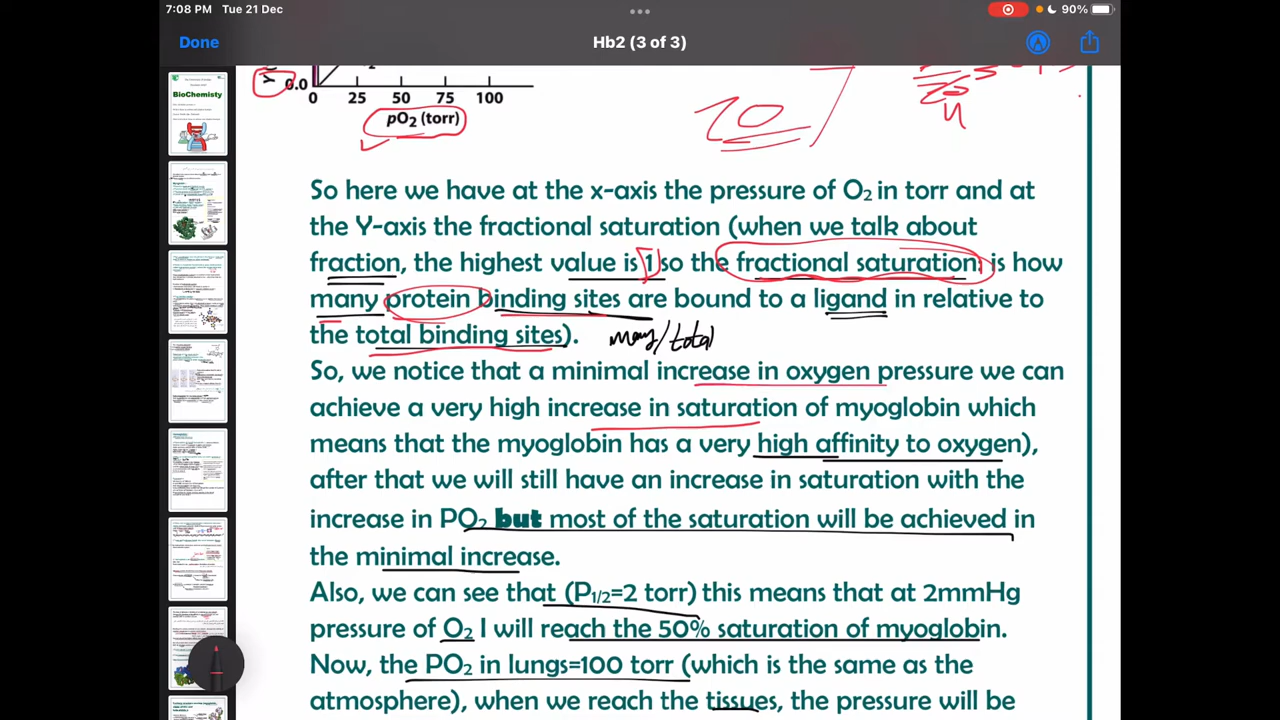 7:08 PM Tue 21 Dec
90%
Done
Hb2 (3 of 3)
BioChemisty
0.0
0 25 50 75 100
pO2 (torr)
20
So here we have at the x-axis the pressure of O2 in torr and at
the Y-axis the fractional saturation (when we talk about
fraction, the highest value is 1 so the fractional saturation is how
many protein binding sites are bound to a ligand in relative to
the total binding sites).
many/total
So, we notice that a minimal increase in oxygen pressure we can
achieve a very high increase in saturation of myoglobin which
means that the myoglobin has a very high affinity to oxygen),
after that we will still have an increase in saturation with the
increase in PO2 but most of the saturation will be achieved in
the minimal increase.
Also, we can see that (P1/2=2 torr) this means that at 2mmHg
pressure of O2 I will reach the 50% saturation of myoglobin.
Now, the PO2 in lungs=100 torr (which is the same as the
atmosphere), when we reach the tissues, the pressure will be